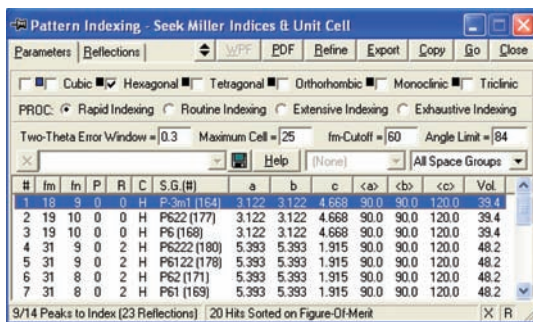 Pattern Indexing - Seek Miller Indices & Unit Cell
Parameters Reflections WPF PDF Refine Export Copy Go Close
Cubic Hexagonal Tetragonal Orthorhombic Monoclinic Triclinic
PROC: Rapid Indexing Routine Indexing Extensive Indexing Exhaustive Indexing
Two-Theta Error Window = 0.3 Maximum Cell = 25 fm-Cutoff = 60 Angle Limit = 84
Help (None) All Space Groups
# fm fn P R C S.G.(#) a b c <a> <b> <c> Vol.
1 18 9 0 0 H P-3m1 (164) 3.122 3.122 4.668 90.0 90.0 120.0 39.4
2 19 10 0 0 H P622 (177) 3.122 3.122 4.668 90.0 90.0 120.0 39.4
3 19 10 0 0 H P6 (168) 3.122 3.122 4.668 90.0 90.0 120.0 39.4
4 31 9 0 2 H P6222 (180) 5.393 5.393 1.915 90.0 90.0 120.0 48.2
5 31 9 0 2 H P6122 (178) 5.393 5.393 1.915 90.0 90.0 120.0 48.2
6 31 8 0 2 H P62 (171) 5.393 5.393 1.915 90.0 90.0 120.0 48.2
7 31 8 0 2 H P61 (169) 5.393 5.393 1.915 90.0 90.0 120.0 48.2
9/14 Peaks to Index (23 Reflections) 20 Hits Sorted on Figure-Of-Merit X R